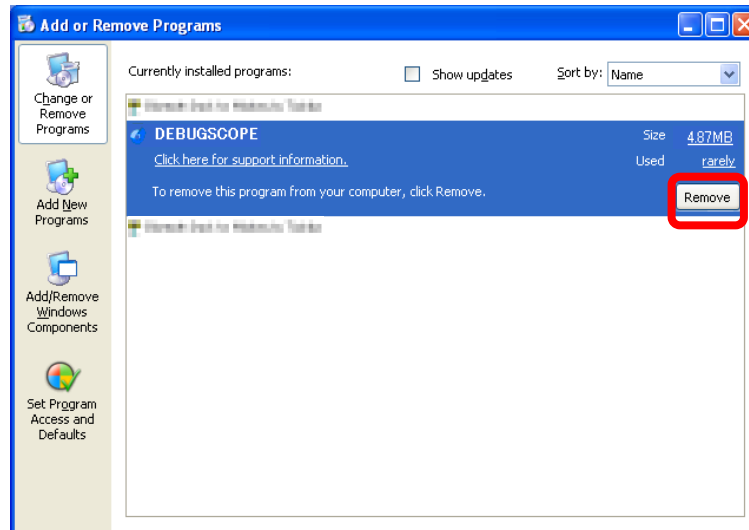 Add or Remove Programs
Change or
Remove
Programs
Add New
Programs
Add/Remove
Windows
Components
Set Program
Access and
Defaults
Currently installed programs:
Show updates
Sort by: Name
DEBUGSCOPE
Size 4.87MB
Click here for support information.
Used rarely
To remove this program from your computer, click Remove.
Remove